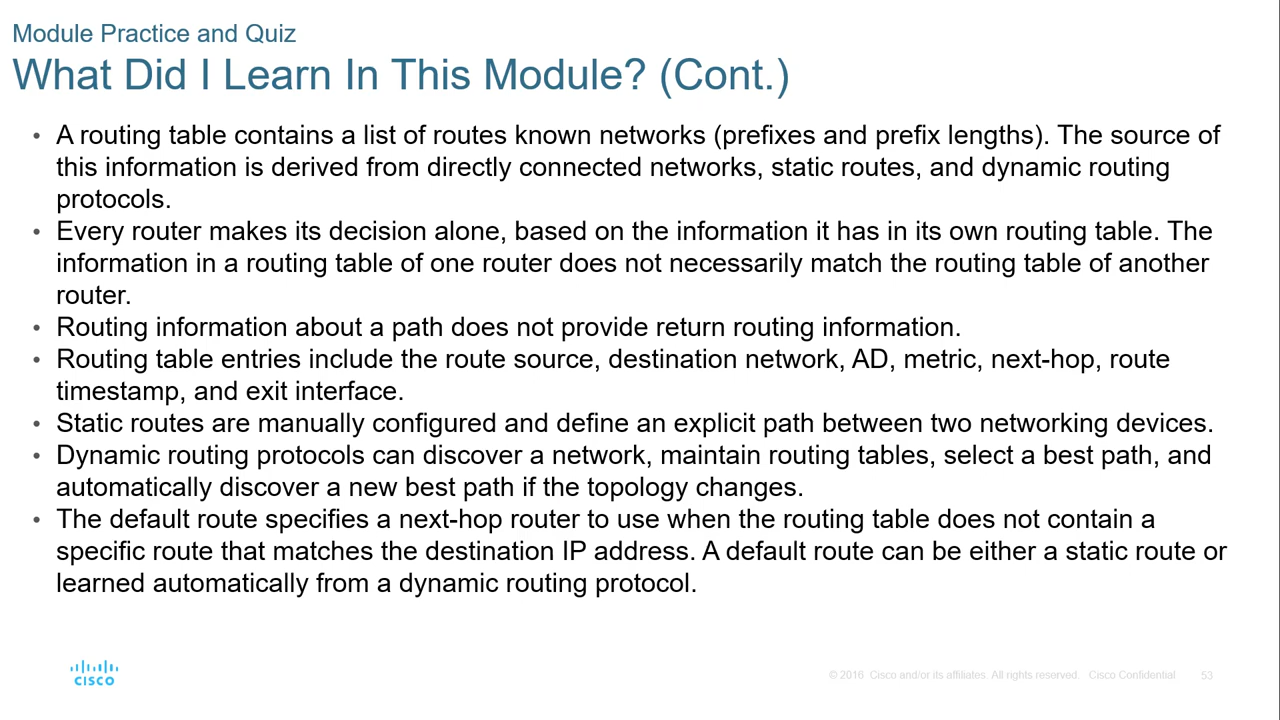 Module Practice and Quiz
What Did I Learn In This Module? (Cont.)
• A routing table contains a list of routes known networks (prefixes and prefix lengths). The source of
this information is derived from directly connected networks, static routes, and dynamic routing
protocols.
• Every router makes its decision alone, based on the information it has in its own routing table. The
information in a routing table of one router does not necessarily match the routing table of another
router.
• Routing information about a path does not provide return routing information.
• Routing table entries include the route source, destination network, AD, metric, next-hop, route
timestamp, and exit interface.
• Static routes are manually configured and define an explicit path between two networking devices.
• Dynamic routing protocols can discover a network, maintain routing tables, select a best path, and
automatically discover a new best path if the topology changes.
• The default route specifies a next-hop router to use when the routing table does not contain a
specific route that matches the destination IP address. A default route can be either a static route or
learned automatically from a dynamic routing protocol.
CISCO
© 2016 Cisco and/or its affiliates. All rights reserved. Cisco Confidential 53